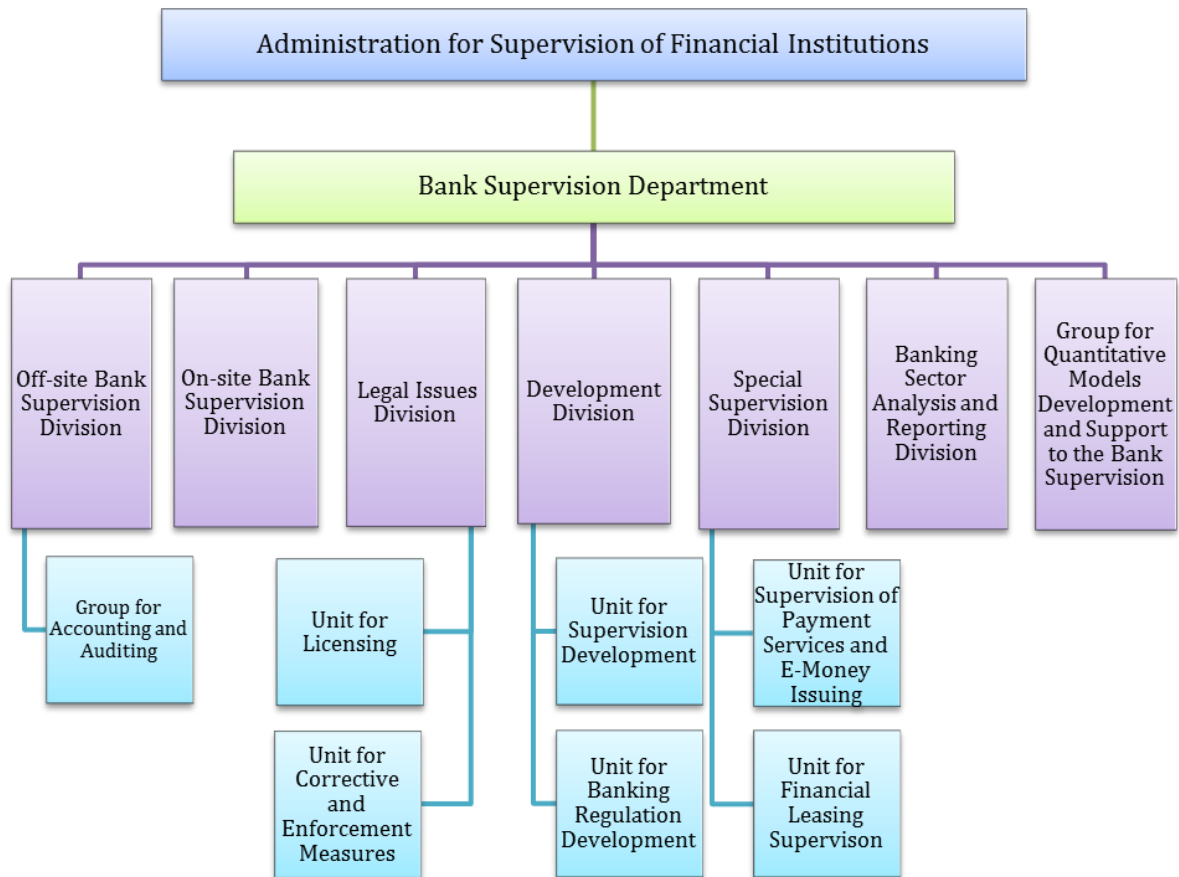 Administration for Supervision of Financial Institutions
Bank Supervision Department
Off-site Bank
Supervision
Division
On-site Bank
Supervision
Division
Legal Issues
Division
Development
Division
Special
Supervision
Division
Banking
Sector
Analysis and
Reporting
Division
Group for
Quantitative
Models
Development
and Support
to the Bank
Supervision
Group for
Accounting and
Auditing
Unit for
Licensing
Unit for
Supervision
Development
Unit for
Supervision of
Payment
Services and
E-Money
Issuing
Unit for
Corrective
and
Enforcement
Measures
Unit for
Banking
Regulation
Development
Unit for
Financial
Leasing
Supervison